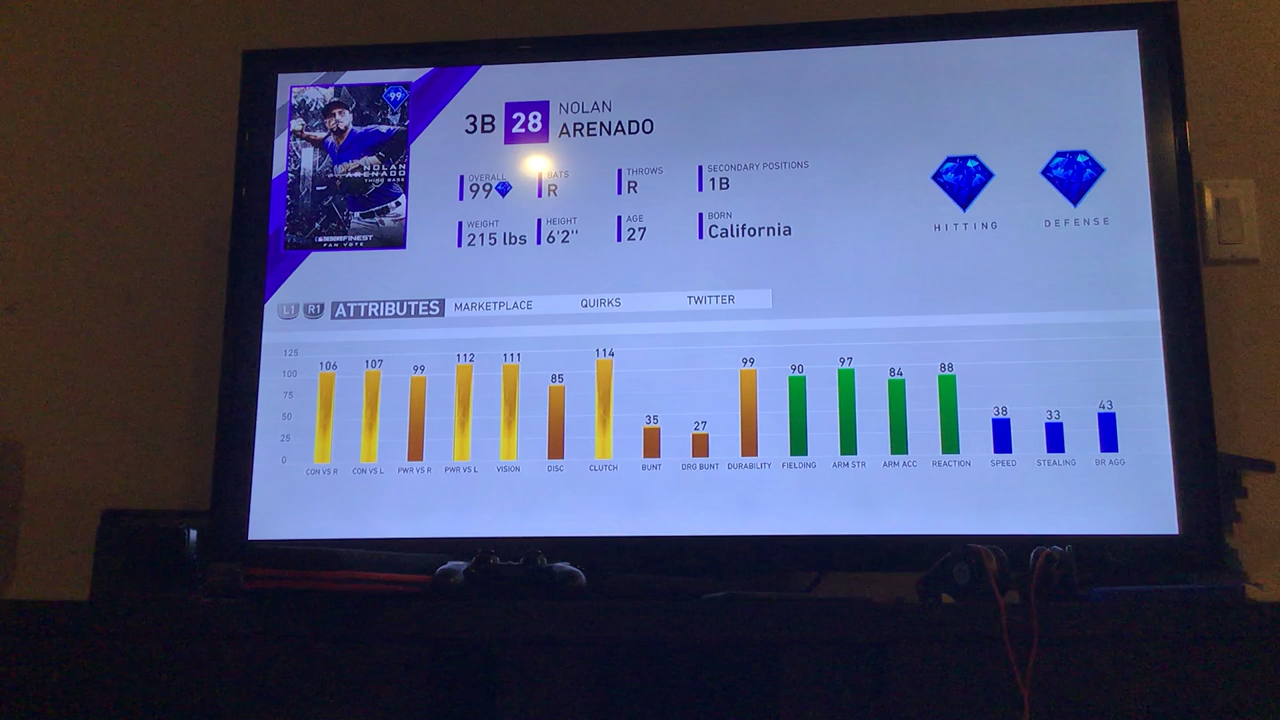 99
NOLAN
ARENADO
THIRD BASE
FINEST
FAN VOTE
3B 28 NOLAN
ARENADO
OVERALL BATS THROWS SECONDARY POSITIONS
99 R R 1B
WEIGHT HEIGHT AGE BORN
215 lbs 6'2" 27 California
HITTING DEFENSE
L1 R1 ATTRIBUTES MARKETPLACE QUIRKS TWITTER
125
100
75
50
25
0
106 107 99 112 111 85 114 35 27 99 90 97 84 88 38 33 43
CON VS R CON VS L PWR VS R PWR VS L VISION DISC CLUTCH BUNT DRG BUNT DURABILITY FIELDING ARM STR ARM ACC REACTION SPEED STEALING BR AGG